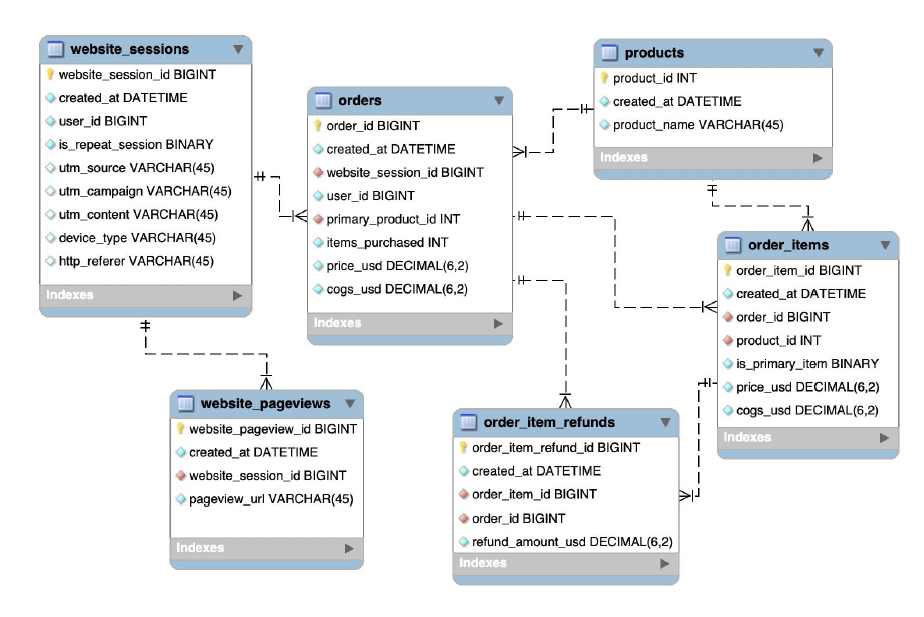 website_sessions
website_session_id BIGINT
created_at DATETIME
user_id BIGINT
is_repeat_session BINARY
utm_source VARCHAR(45)
utm_campaign VARCHAR(45)
utm_content VARCHAR(45)
device_type VARCHAR(45)
http_referer VARCHAR(45)
Indexes
orders
order_id BIGINT
created_at DATETIME
website_session_id BIGINT
user_id BIGINT
primary_product_id INT
items_purchased INT
price_usd DECIMAL(6,2)
cogs_usd DECIMAL(6,2)
Indexes
products
product_id INT
created_at DATETIME
product_name VARCHAR(45)
Indexes
order_items
order_item_id BIGINT
created_at DATETIME
order_id BIGINT
product_id INT
is_primary_item BINARY
price_usd DECIMAL(6,2)
cogs_usd DECIMAL(6,2)
Indexes
website_pageviews
website_pageview_id BIGINT
created_at DATETIME
website_session_id BIGINT
pageview_url VARCHAR(45)
Indexes
order_item_refunds
order_item_refund_id BIGINT
created_at DATETIME
order_item_id BIGINT
order_id BIGINT
refund_amount_usd DECIMAL(6,2)
Indexes